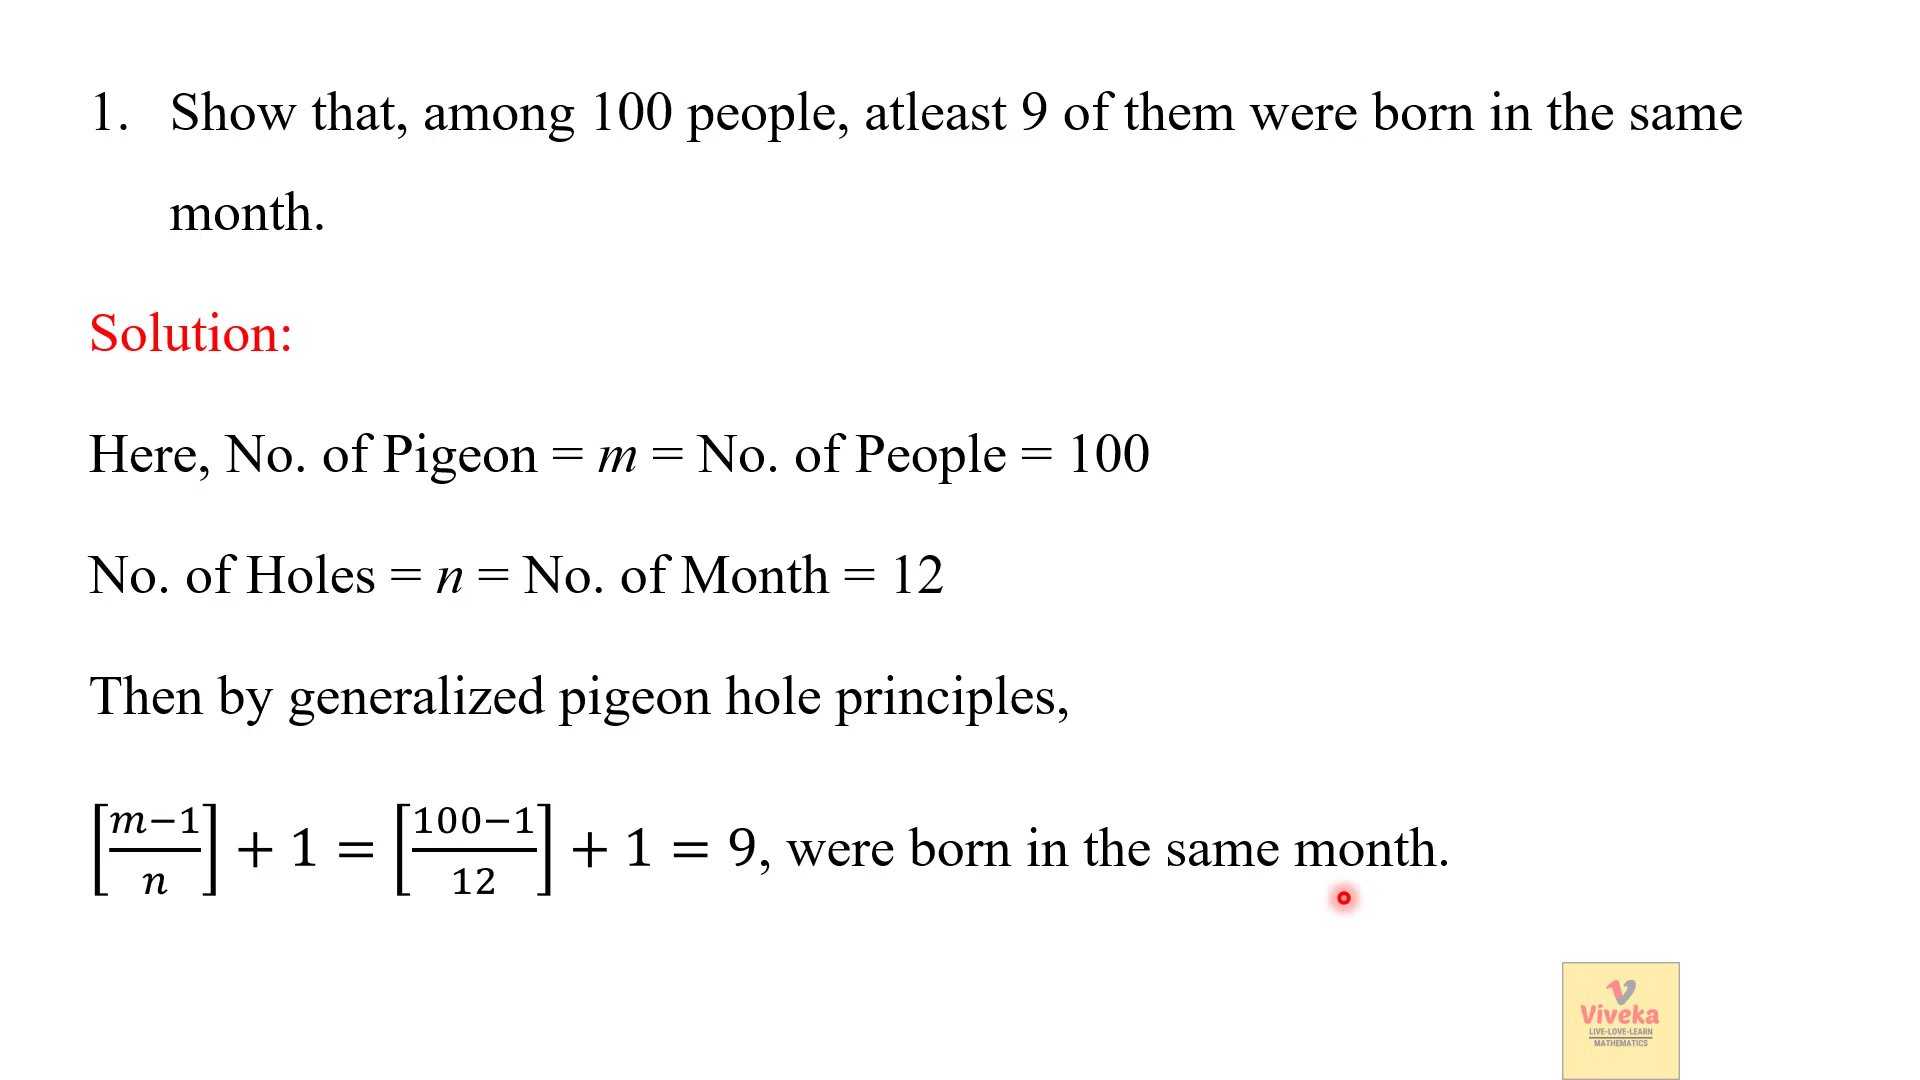 1. Show that, among 100 people, atleast 9 of them were born in the same
month.
Solution:
Here, No. of Pigeon = m = No. of People = 100
No. of Holes = n = No. of Month = 12
Then by generalized pigeon hole principles,
[(m−1)/n] + 1 = [(100−1)/12] + 1 = 9, were born in the same month.
Viveka
LIVE-LOVE-LEARN
MATHEMATICS